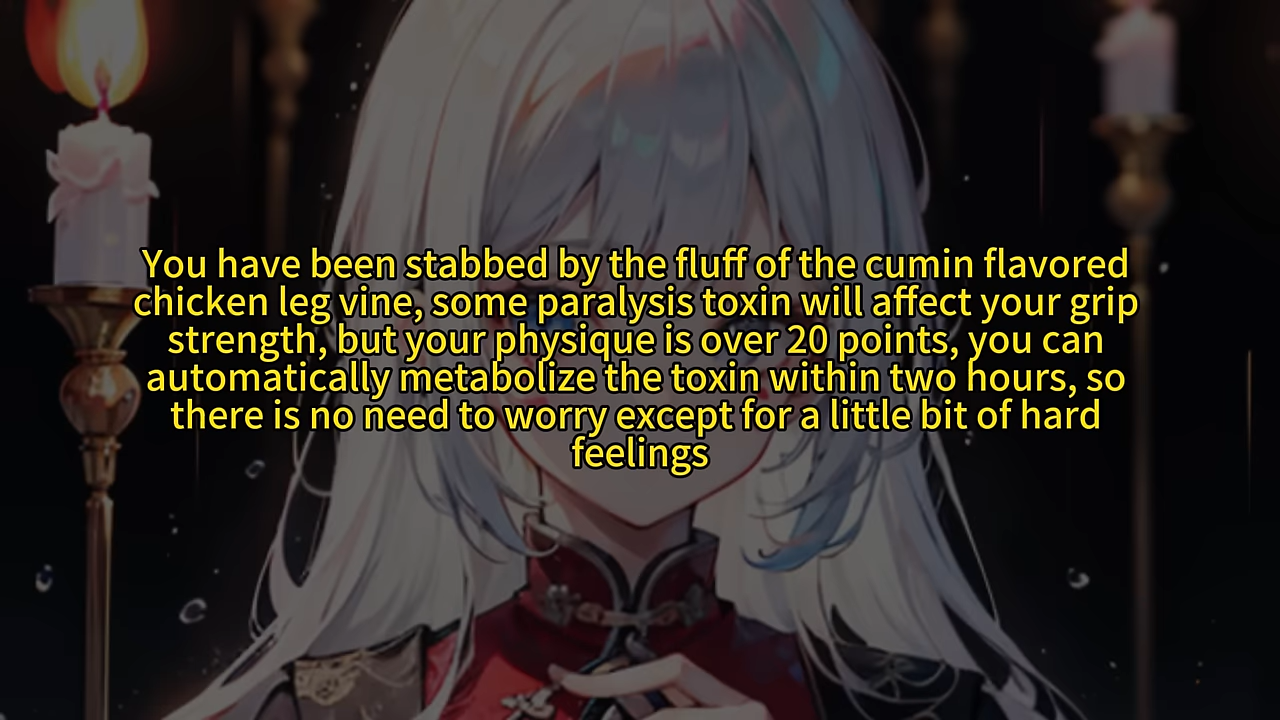 You have been stabbed by the fluff of the cumin flavored
chicken leg vine, some paralysis toxin will affect your grip
strength, but your physique is over 20 points, you can
automatically metabolize the toxin within two hours, so
there is no need to worry except for a little bit of hard
feelings